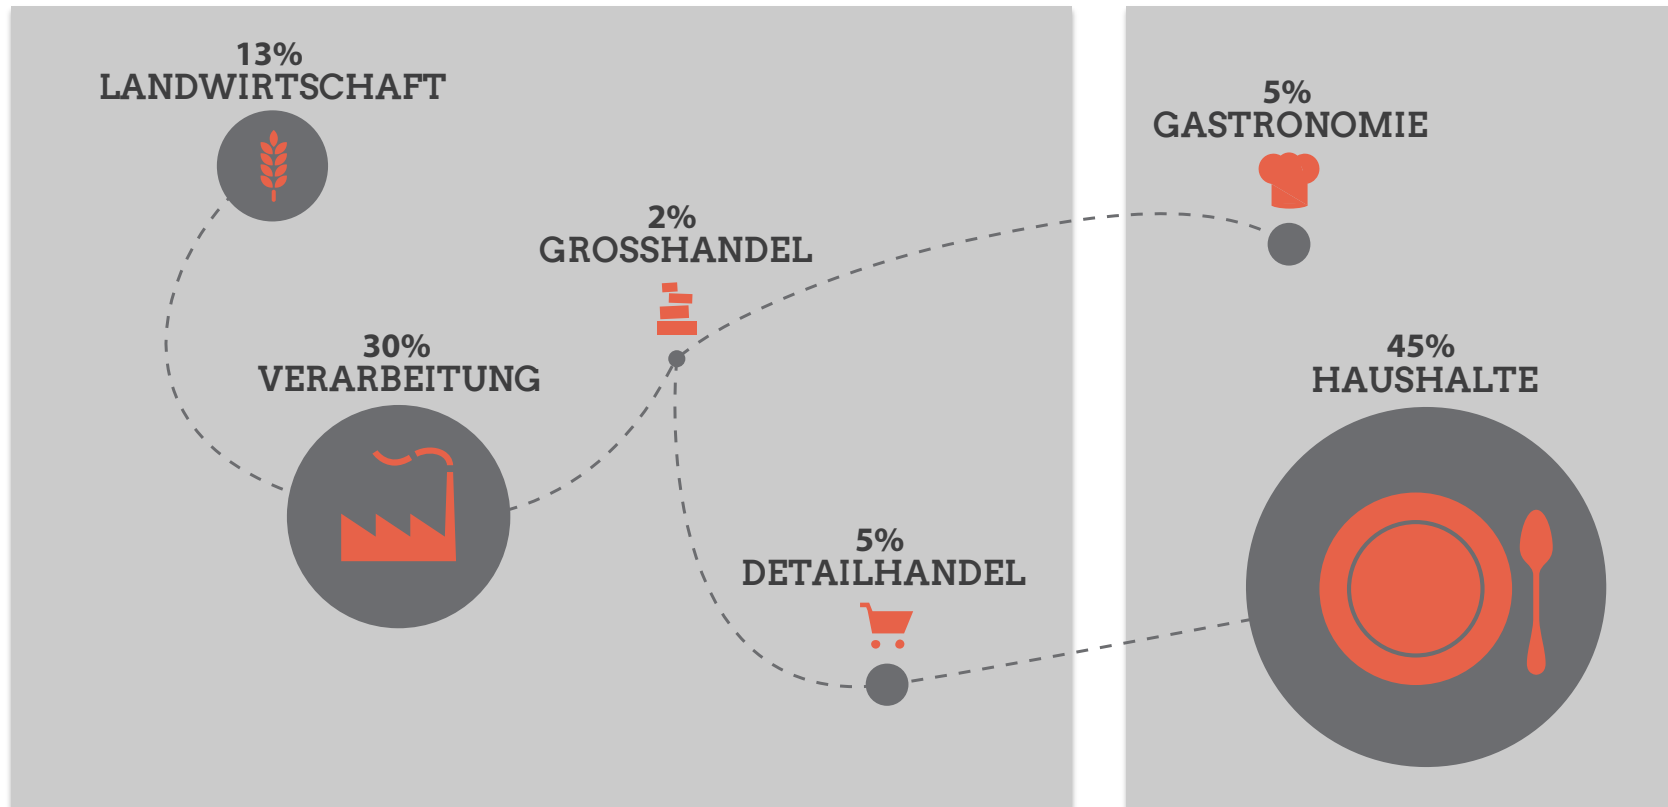 13%
LANDWIRTSCHAFT
30%
VERARBEITUNG
2%
GROSSHANDEL
5%
DETAILHANDEL
5%
GASTRONOMIE
45%
HAUSHALTE